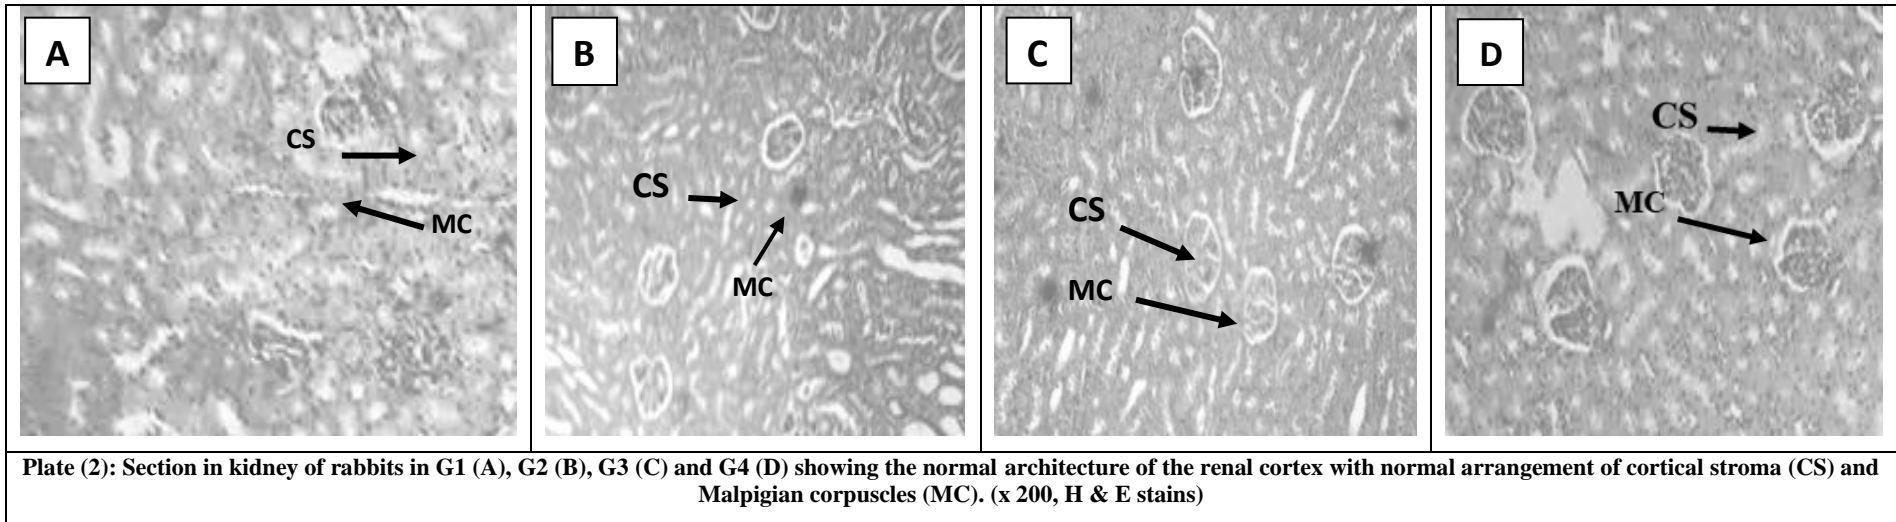 A
CS
MC
B
CS
MC
C
CS
MC
D
CS
MC
Plate (2): Section in kidney of rabbits in G1 (A), G2 (B), G3 (C) and G4 (D) showing the normal architecture of the renal cortex with normal arrangement of cortical stroma (CS) and
Malpigian corpuscles (MC). (x 200, H & E stains)